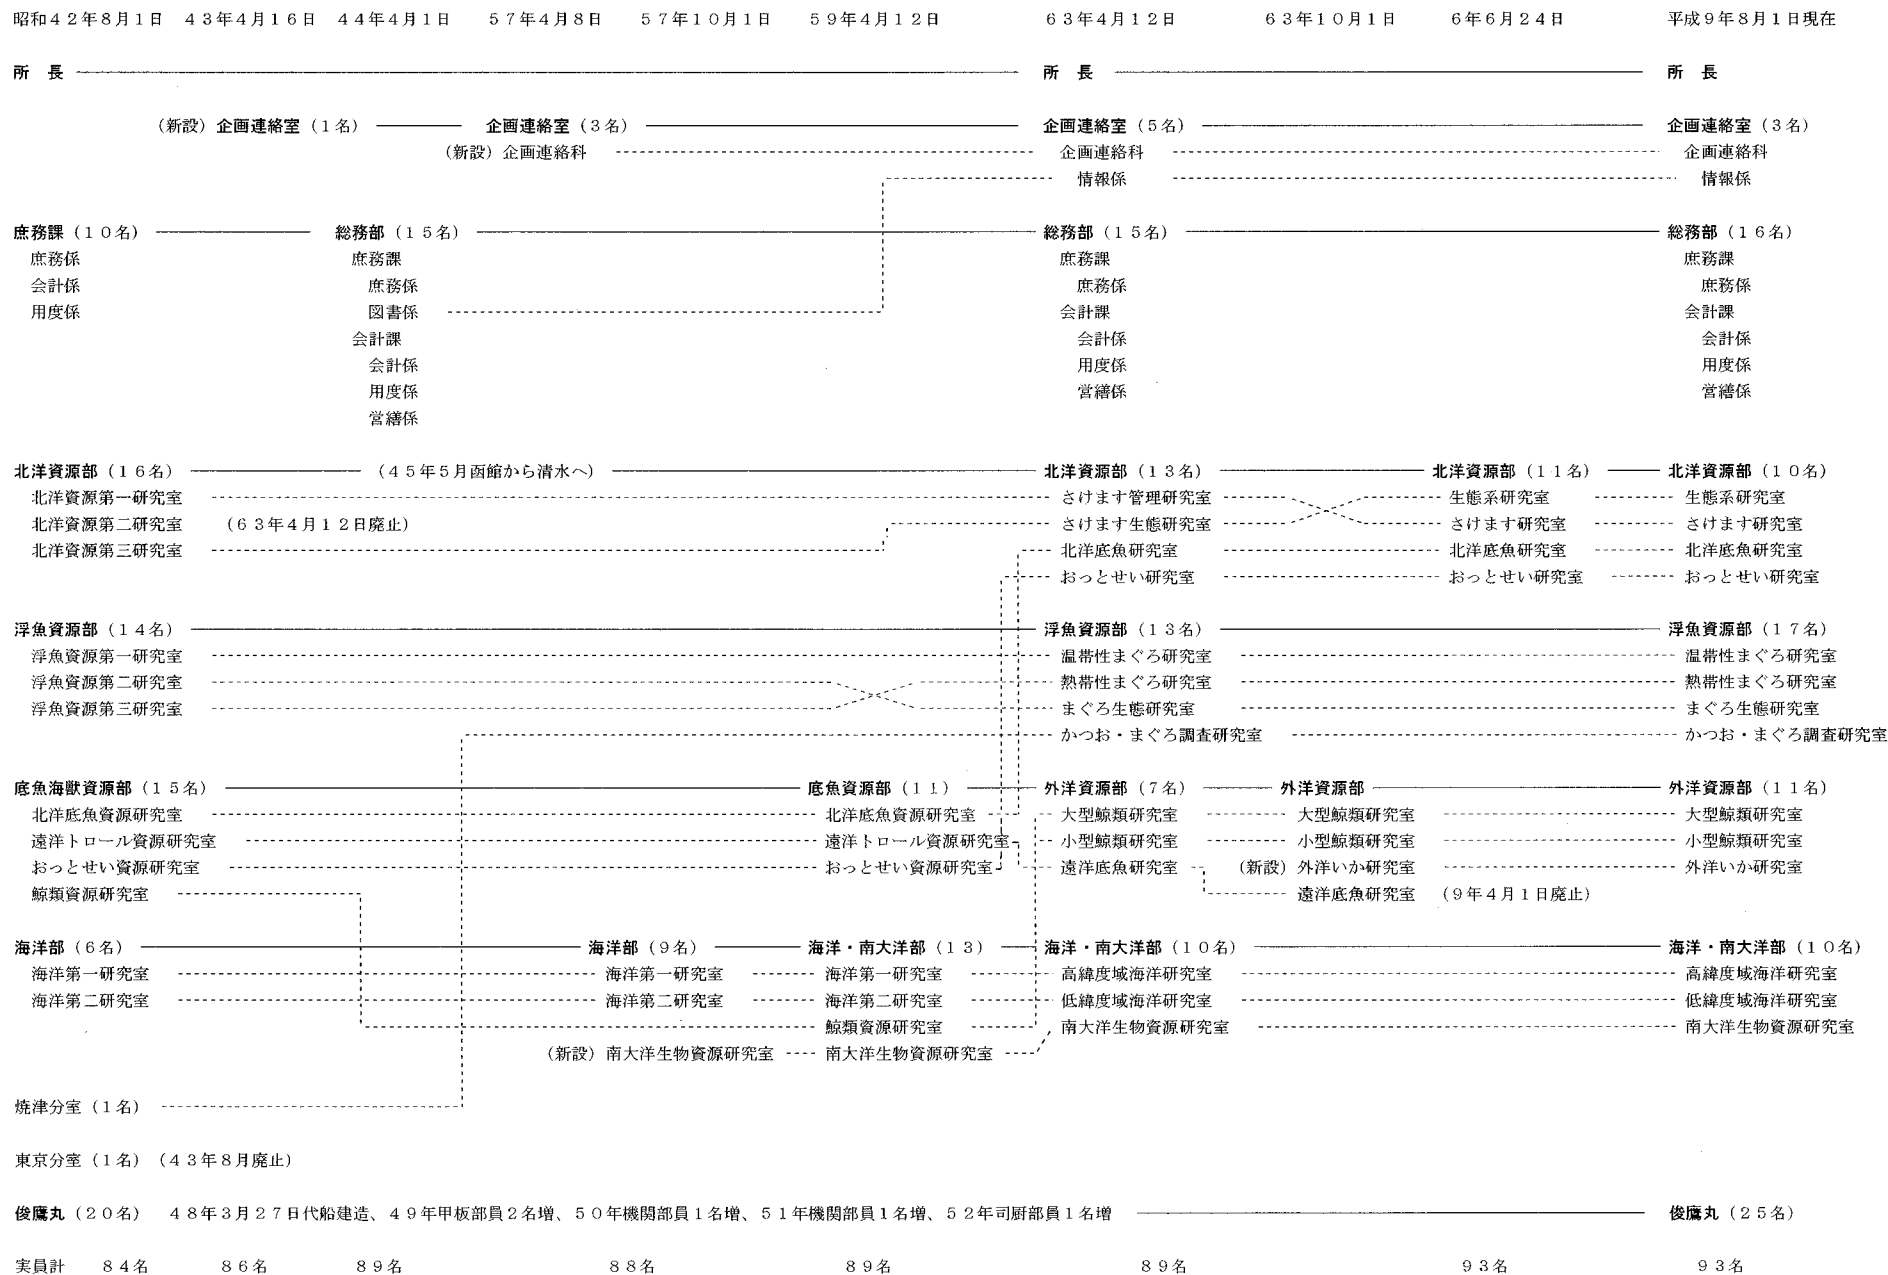 昭和42年8月1日 43年4月16日 44年4月1日 57年4月8日 57年10月1日 59年4月12日 63年4月12日 63年10月1日 6年6月24日 平成9年8月1日現在
所 長 所 長 所 長
(新設)企画連絡室(1名) 企画連絡室(3名) 企画連絡室(5名) 企画連絡室(3名)
(新設)企画連絡科 企画連絡科 企画連絡科
情報係 情報係
庶務課(10名) 総務部(15名) 総務部(15名) 総務部(16名)
庶務係 庶務課 庶務課 庶務課
会計係 庶務係 庶務係 庶務係
用度係 図書係 会計課 会計課
会計課 会計係 会計係
会計係 用度係 用度係
用度係 営繕係 営繕係
営繕係
北洋資源部(16名) (45年5月函館から清水へ) 北洋資源部(13名) 北洋資源部(11名) 北洋資源部(10名)
北洋資源第一研究室 さけます管理研究室 生態系研究室 生態系研究室
北洋資源第二研究室 (63年4月12日廃止) さけます生態研究室 さけます研究室 さけます研究室
北洋資源第三研究室 北洋底魚研究室 北洋底魚研究室 北洋底魚研究室
おっとせい研究室 おっとせい研究室 おっとせい研究室
浮魚資源部(14名) 浮魚資源部(13名) 浮魚資源部(17名)
浮魚資源第一研究室 温帯性まぐろ研究室 温帯性まぐろ研究室
浮魚資源第二研究室 熱帯性まぐろ研究室 熱帯性まぐろ研究室
浮魚資源第三研究室 まぐろ生態研究室 まぐろ生態研究室
かつお・まぐろ調査研究室 かつお・まぐろ調査研究室
底魚海獣資源部(15名) 底魚資源部(11) 外洋資源部(7名) 外洋資源部 外洋資源部(11名)
北洋底魚資源研究室 北洋底魚資源研究室 大型鯨類研究室 大型鯨類研究室 大型鯨類研究室
遠洋トロール資源研究室 遠洋トロール資源研究室 小型鯨類研究室 小型鯨類研究室 小型鯨類研究室
おっとせい資源研究室 おっとせい資源研究室 遠洋底魚研究室 (新設)外洋いか研究室 外洋いか研究室
鯨類資源研究室 遠洋底魚研究室 (9年4月1日廃止)
海洋部(6名) 海洋部(9名) 海洋・南大洋部(13) 海洋・南大洋部(10名) 海洋・南大洋部(10名)
海洋第一研究室 海洋第一研究室 海洋第一研究室 高緯度域海洋研究室 高緯度域海洋研究室
海洋第二研究室 海洋第二研究室 海洋第二研究室 低緯度域海洋研究室 低緯度域海洋研究室
鯨類資源研究室 南大洋生物資源研究室 南大洋生物資源研究室
(新設)南大洋生物資源研究室 南大洋生物資源研究室
焼津分室(1名)
東京分室(1名)(43年8月廃止)
俊鷹丸(20名) 48年3月27日代船建造、49年甲板部員2名増、50年機関部員1名増、51年機関部員1名増、52年司厨部員1名増 俊鷹丸(25名)
実員計 84名 86名 89名 88名 89名 89名 93名 93名